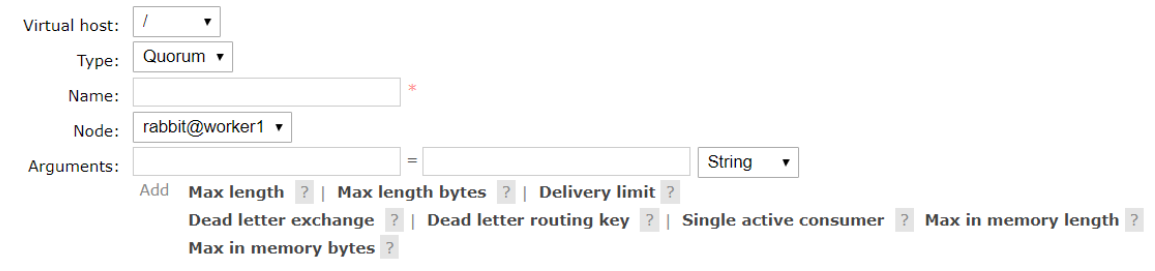 Virtual host: / ▼
Type: Quorum ▼
Name: *
Node: rabbit@worker1 ▼
Arguments: = String ▼
Add Max length ? | Max length bytes ? | Delivery limit ?
Dead letter exchange ? | Dead letter routing key ? | Single active consumer ? Max in memory length ?
Max in memory bytes ?